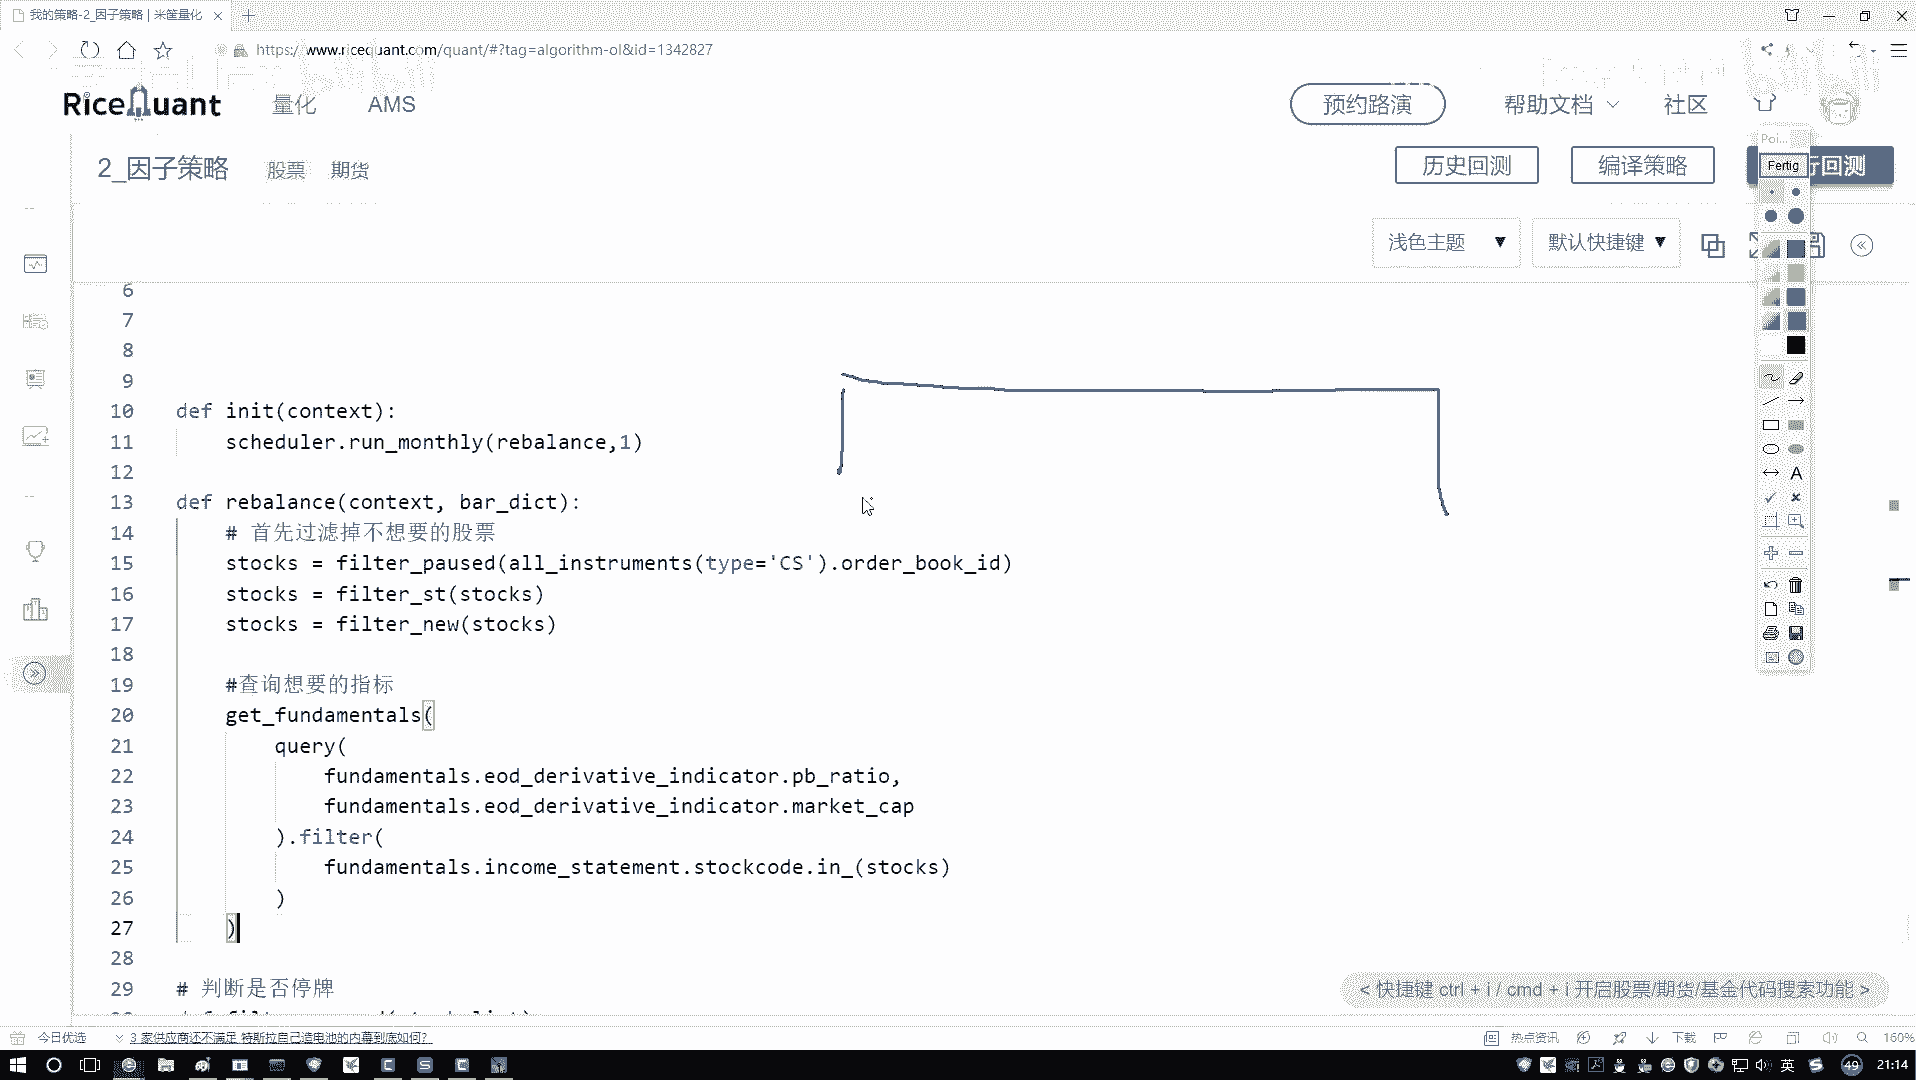 我的策略-2_因子策略 | 米筐量化
https://www.ricequant.com/quant/#?tag=algorithm-ol&id=1342827
RiceQuant 量化 AMS 预约路演 帮助文档 社区
Poi...
2_因子策略 股票 期货 历史回测 编译策略 Fertig 行回测
浅色主题 默认快捷键
6
7
8
9
10 def init(context):
11 scheduler.run_monthly(rebalance,1)
12
13 def rebalance(context, bar_dict):
14 # 首先过滤掉不想要的股票
15 stocks = filter_paused(all_instruments(type='CS').order_book_id)
16 stocks = filter_st(stocks)
17 stocks = filter_new(stocks)
18
19 #查询想要的指标
20 get_fundamentals(
21 query(
22 fundamentals.eod_derivative_indicator.pb_ratio,
23 fundamentals.eod_derivative_indicator.market_cap
24 ).filter(
25 fundamentals.income_statement.stockcode.in_(stocks)
26 )
27 )
28
29 # 判断是否停牌
< 快捷键 ctrl + i / cmd + i 开启股票/期货/基金代码搜索功能 >
今日优选 3 家供应商还不满足 特斯拉自己造电池的内幕到底如何? 热点资讯 下载 160%
英 49 21:14